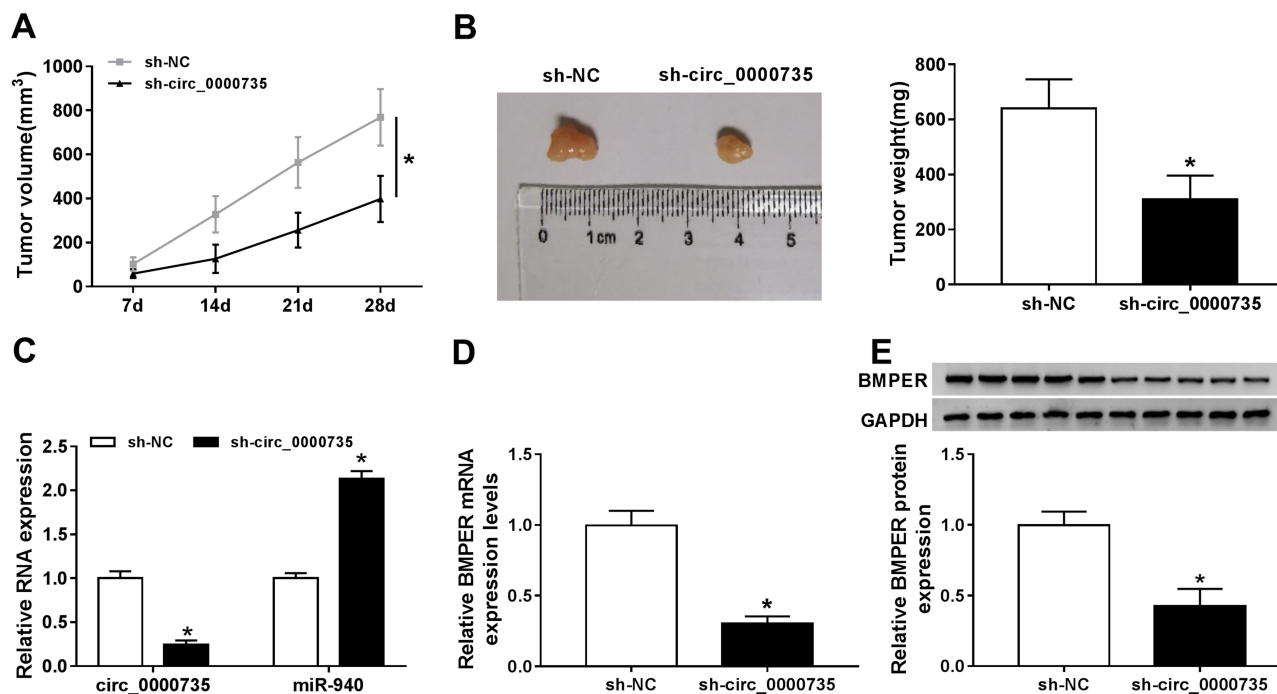 A
sh-NC
sh-circ_0000735
Tumor volume(mm³)
1000
800
600
400
200
0
7d 14d 21d 28d
*
B
sh-NC sh-circ_0000735
0 1cm 2 3 4 5
Tumor weight(mg)
800
600
400
200
0
*
sh-NC sh-circ_0000735
C
sh-NC sh-circ_0000735
Relative RNA expression
2.5
2.0
1.5
1.0
0.5
0.0
* *
circ_0000735 miR-940
D
Relative BMPER mRNA
expression levels
1.5
1.0
0.5
0.0
*
sh-NC sh-circ_0000735
E
BMPER
GAPDH
Relative BMPER protein
expression
1.5
1.0
0.5
0.0
*
sh-NC sh-circ_0000735